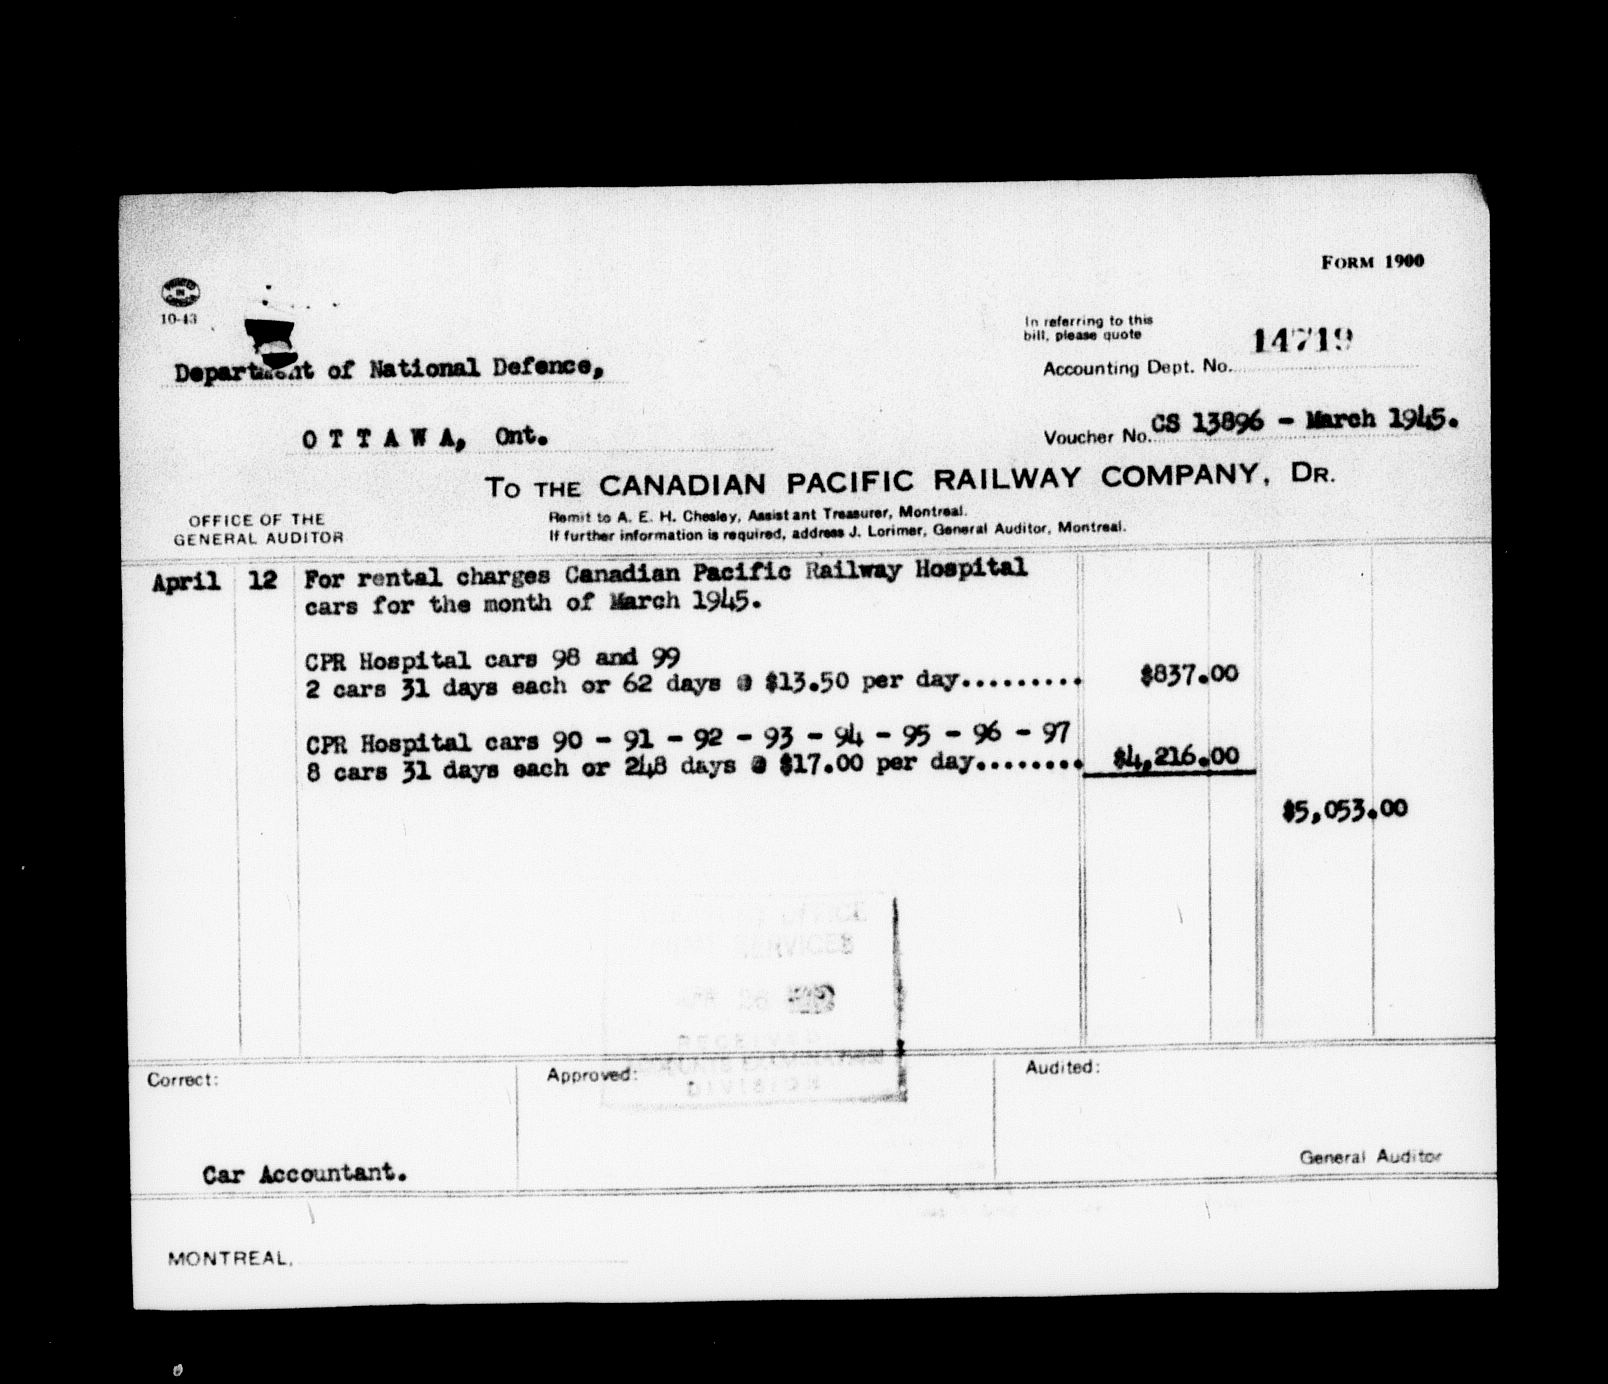 FORM 1900
PRINTED IN CANADA
10-43
In referring to this
bill, please quote
Accounting Dept. No. 14719
Department of National Defence,
Voucher No. CS 13896 - March 1945.
O T T A W A, Ont.
TO THE CANADIAN PACIFIC RAILWAY COMPANY, DR.
OFFICE OF THE
GENERAL AUDITOR
Remit to A. E. H. Chesley, Assistant Treasurer, Montreal.
If further information is required, address J. Lorimer, General Auditor, Montreal.
April 12 For rental charges Canadian Pacific Railway Hospital
cars for the month of March 1945.
CPR Hospital cars 98 and 99
2 cars 31 days each or 62 days @ $13.50 per day......... $837.00
CPR Hospital cars 90 - 91 - 92 - 93 - 94 - 95 - 96 - 97
8 cars 31 days each or 248 days @ $17.00 per day........ $4,216.00
$5,053.00
Correct:
Approved:
Audited:
Car Accountant.
General Auditor
MONTREAL,